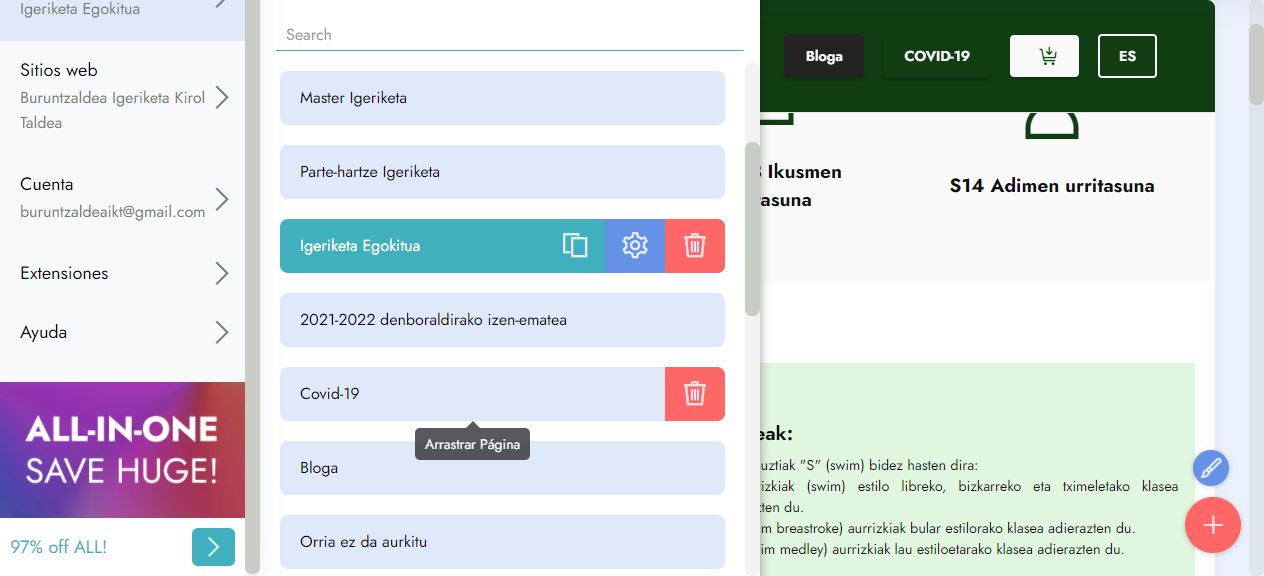 Igeriketa Egokitua
Sitios web
Buruntzaldea Igeriketa Kirol
Taldea
Cuenta
buruntzaldeaikt@gmail.com
Extensiones
Ayuda
ALL-IN-ONE
SAVE HUGE!
97% off ALL!
Search
Master Igeriketa
Parte-hartze Igeriketa
Igeriketa Egokitua
2021-2022 denboraldirako izen-ematea
Covid-19
Arrastrar Página
Bloga
Orria ez da aurkitu
Bloga
COVID-19
ES
Ikusmen
asuna
S14 Adimen urritasuna
eak:
uztiak "S" (swim) bidez hasten dira:
rizkiak (swim) estilo libreko, bizkarreko eta tximeletako klasea
zten du.
m breastroke) aurrizkiak bular estilorako klasea adierazten du.
im medley) aurrizkiak lau estiloetarako klasea adierazten du.